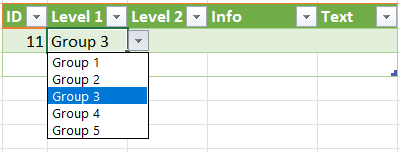 ID Level 1 Level 2 Info Text
11 Group 3
Group 1
Group 2
Group 3
Group 4
Group 5